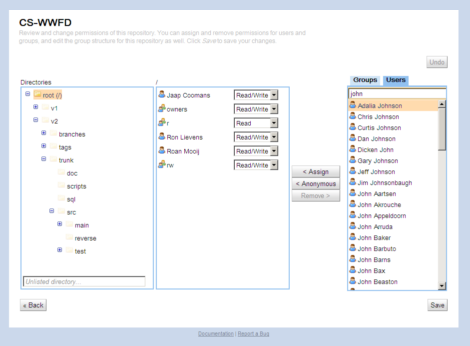 CS-WWFD
Review and change permissions of this repository. You can assign and remove permissions for users and
groups, and edit the group structure for this repository as well. Click Save to save your changes.
Undo
Directories
/
Groups Users
root (/)
v1
v2
branches
tags
trunk
doc
scripts
sql
src
main
reverse
test
Unlisted directory...
Jaap Coomans Read/Write
owners Read/Write
r Read
Ron Lievens Read/Write
Roan Mooij Read/Write
rw Read/Write
< Assign
< Anonymous
Remove >
john
Adalia Johnson
Chris Johnson
Curtis Johnson
Dan Johnson
Dicken John
Gary Johnson
Jeff Johnson
Jim Johnsonbaugh
John Aartsen
John Akrouche
John Appeldoorn
John Arruda
John Baker
John Barbuto
John Barns
John Bax
John Beaston
« Back
Save
Documentation | Report a Bug